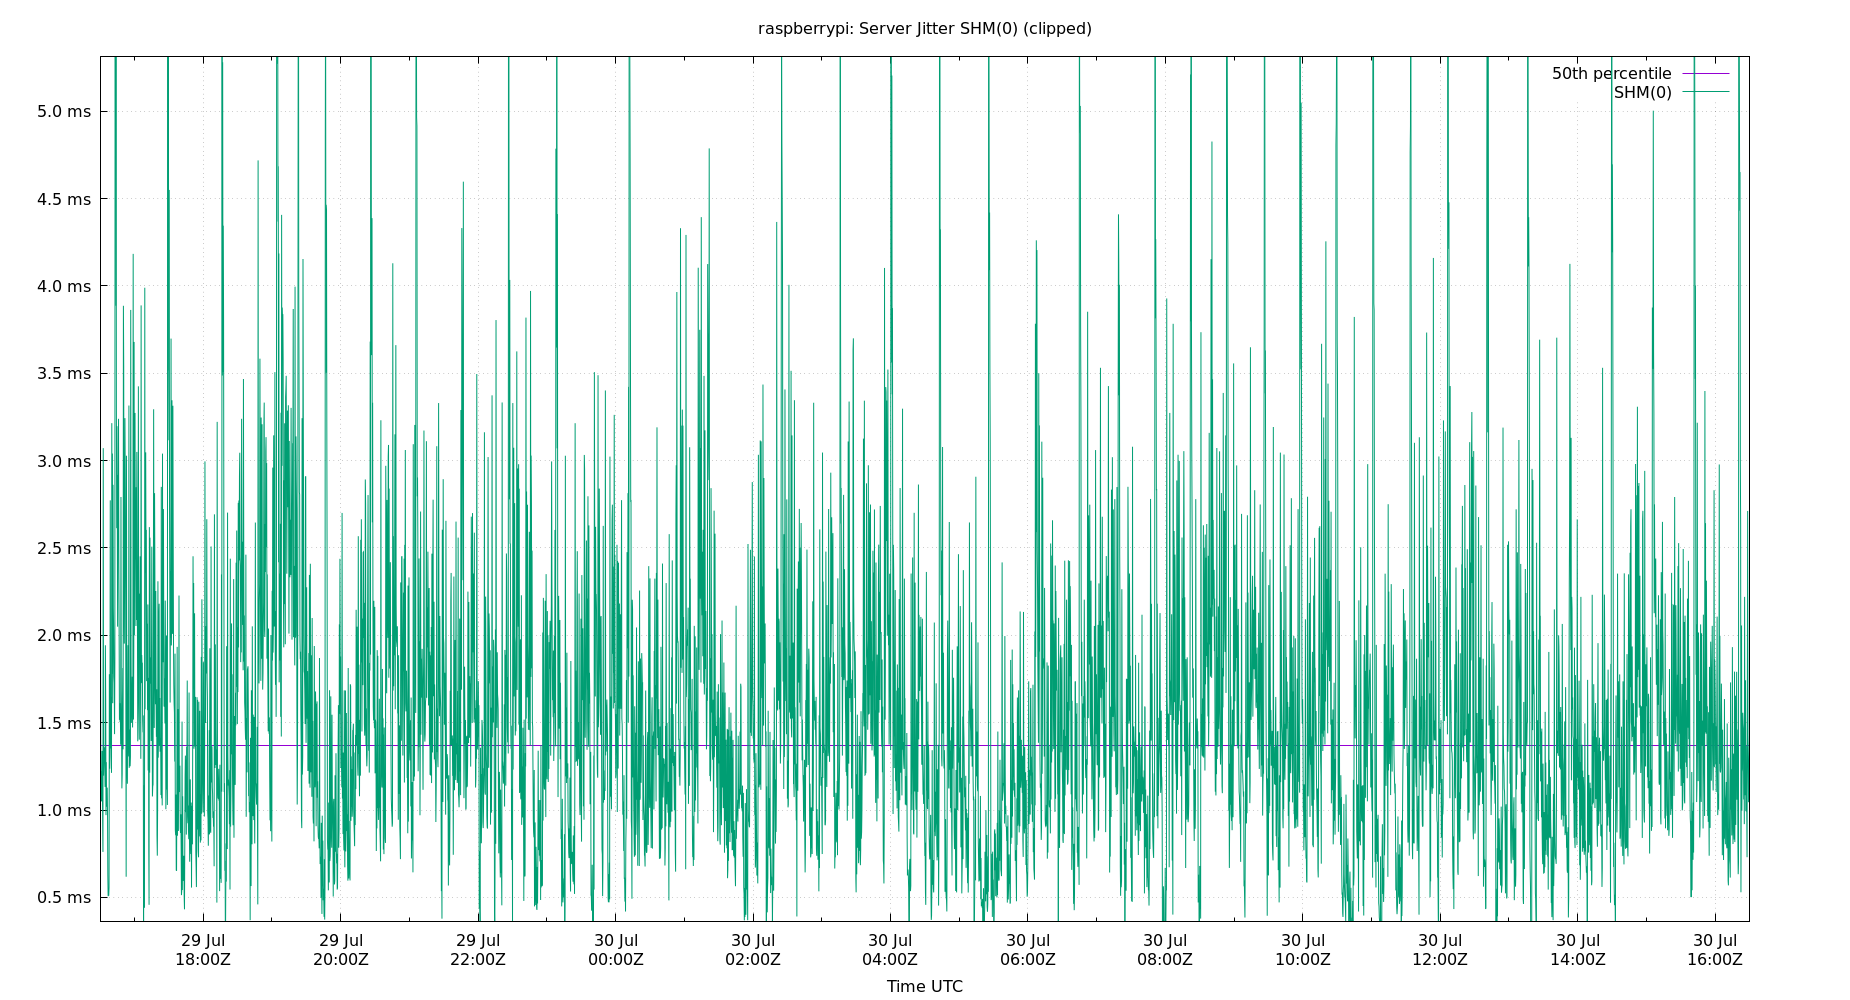 raspberrypi: Server Jitter SHM(0) (clipped)
50th percentile
SHM(0)
5.0 ms
4.5 ms
4.0 ms
3.5 ms
3.0 ms
2.5 ms
2.0 ms
1.5 ms
1.0 ms
0.5 ms
29 Jul 29 Jul 29 Jul 30 Jul 30 Jul 30 Jul 30 Jul 30 Jul 30 Jul 30 Jul 30 Jul 30 Jul
18:00Z 20:00Z 22:00Z 00:00Z 02:00Z 04:00Z 06:00Z 08:00Z 10:00Z 12:00Z 14:00Z 16:00Z
Time UTC